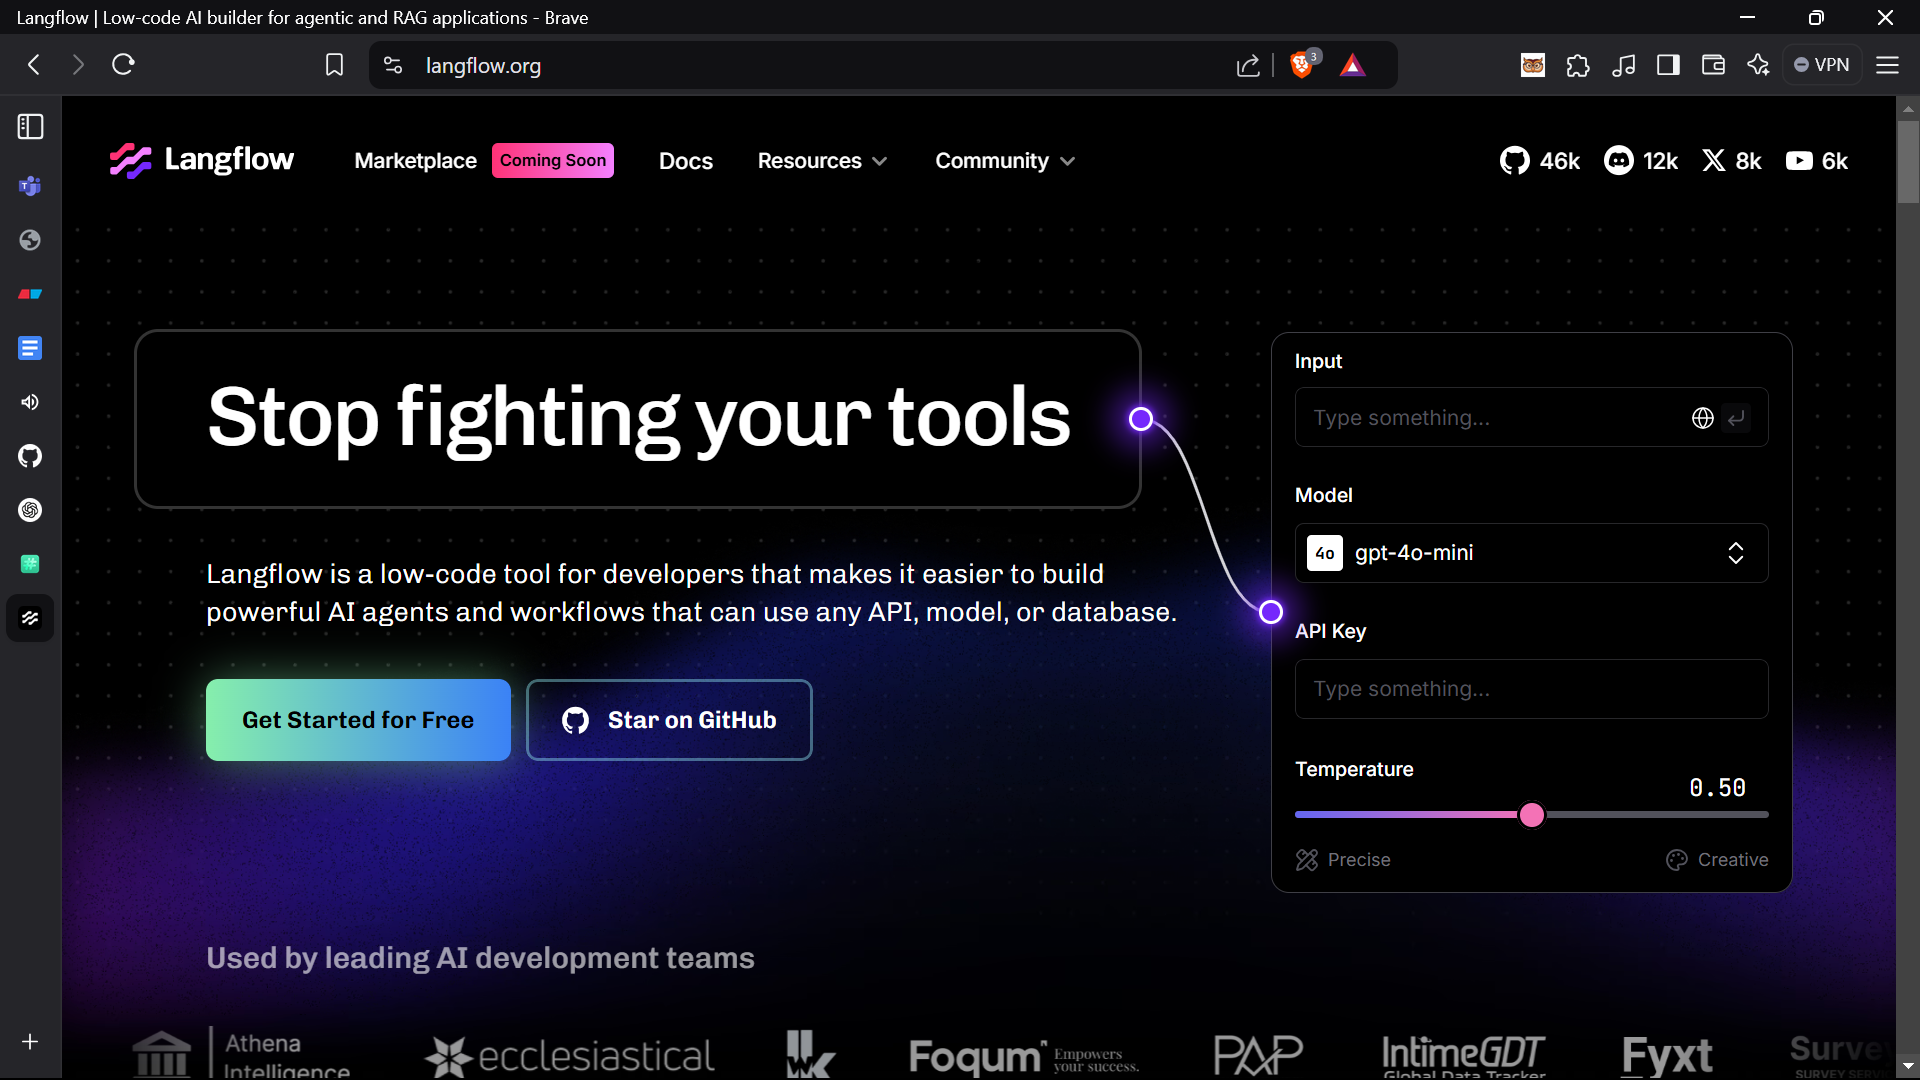 Langflow | Low-code AI builder for agentic and RAG applications - Brave
langflow.org
3
VPN
Langflow
Marketplace
Coming Soon
Docs
Resources
Community
46k
12k
8k
6k
Stop fighting your tools
Langflow is a low-code tool for developers that makes it easier to build
powerful AI agents and workflows that can use any API, model, or database.
Get Started for Free
Star on GitHub
Input
Type something...
Model
4o
gpt-4o-mini
API Key
Type something...
Temperature
0.50
Precise
Creative
Used by leading AI development teams
Athena
Intelligence
ecclesiastical
Foqum
Empowers
your success.
PAP
IntimeGDT
Global Data Tracker
Fyxt